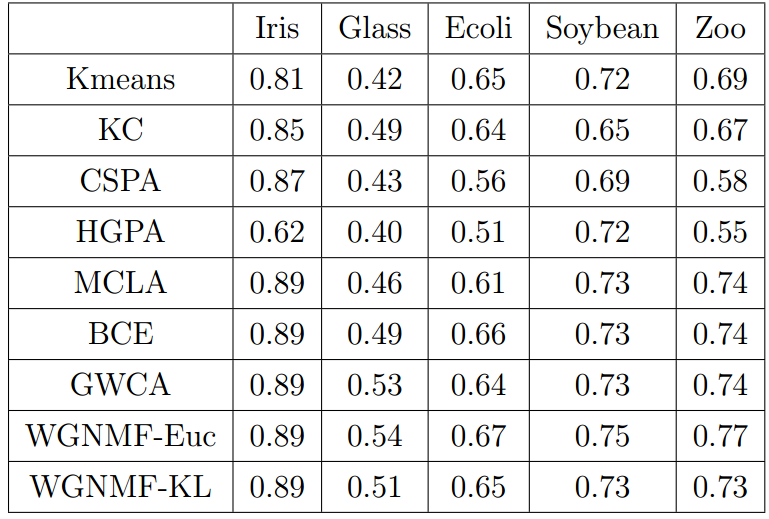 Iris Glass Ecoli Soybean Zoo
Kmeans 0.81 0.42 0.65 0.72 0.69
KC 0.85 0.49 0.64 0.65 0.67
CSPA 0.87 0.43 0.56 0.69 0.58
HGPA 0.62 0.40 0.51 0.72 0.55
MCLA 0.89 0.46 0.61 0.73 0.74
BCE 0.89 0.49 0.66 0.73 0.74
GWCA 0.89 0.53 0.64 0.73 0.74
WGNMF-Euc 0.89 0.54 0.67 0.75 0.77
WGNMF-KL 0.89 0.51 0.65 0.73 0.73